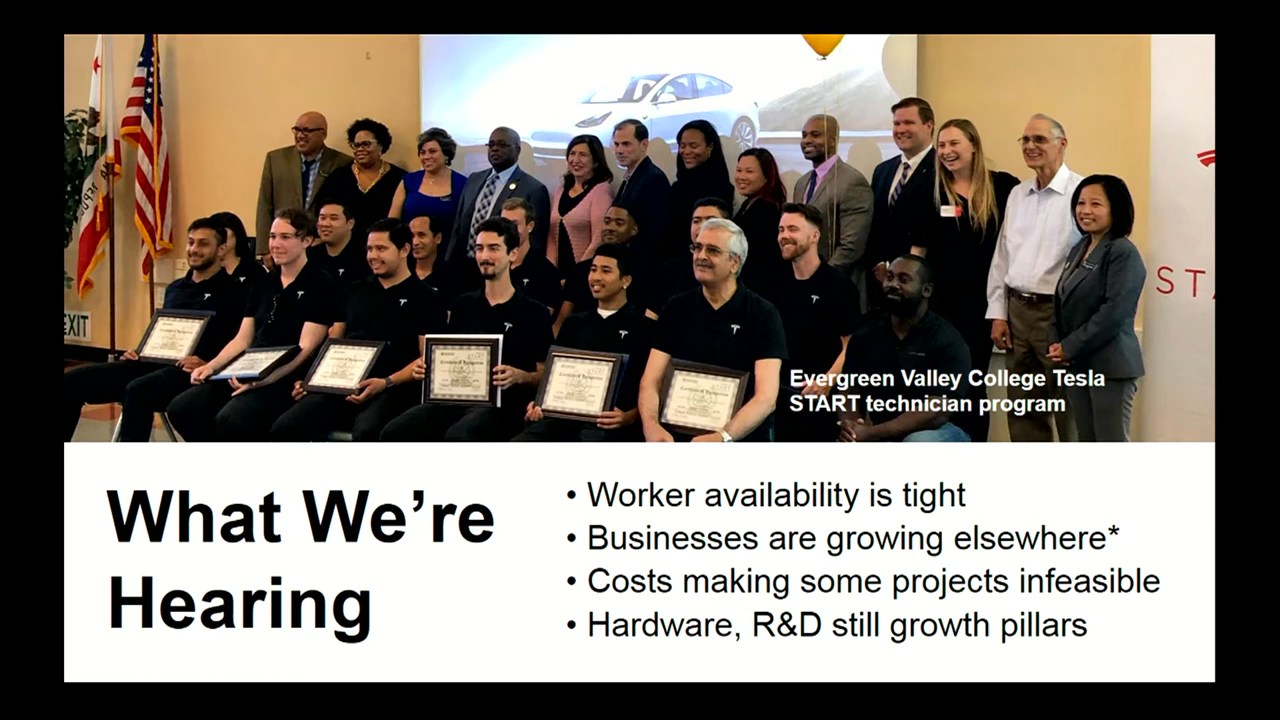 EXIT
ST
Evergreen Valley College Tesla
START technician program
What We're
Hearing
• Worker availability is tight
• Businesses are growing elsewhere*
• Costs making some projects infeasible
• Hardware, R&D still growth pillars